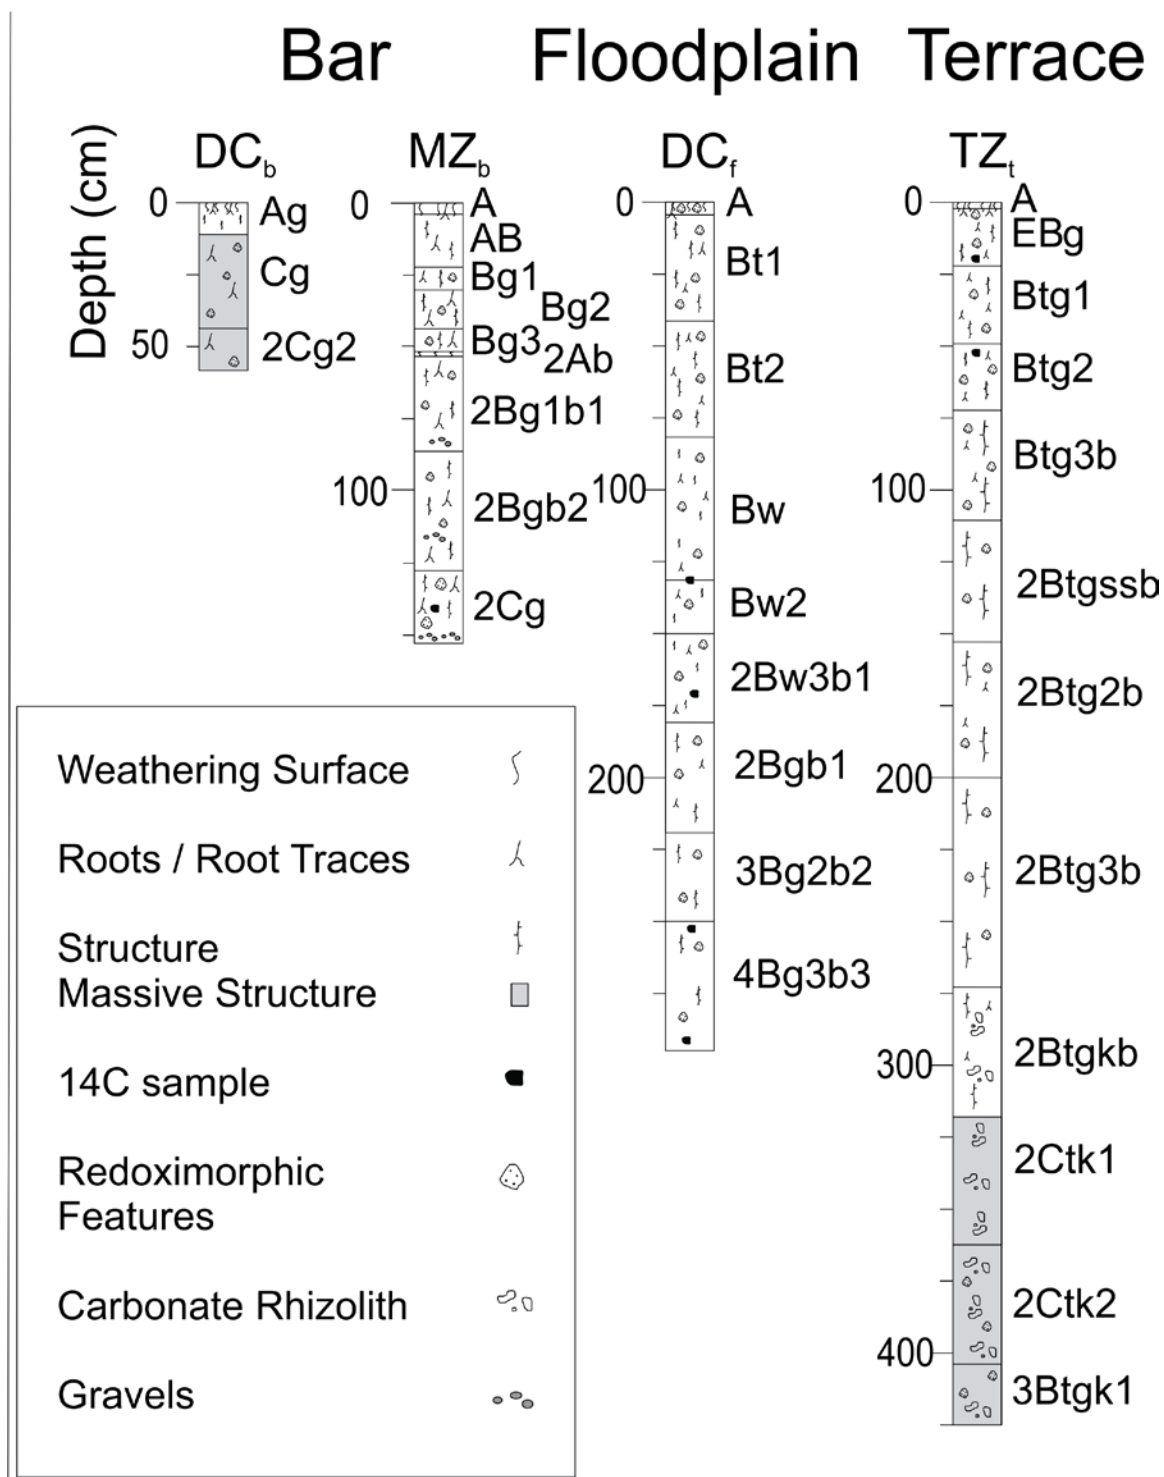 Bar Floodplain Terrace
Depth (cm)
DCb MZb DCf TZt
0
Ag
Cg
50
2Cg2
0
A
AB
Bg1
Bg2
Bg3
2Ab
2Bg1b1
100
2Bgb2
2Cg
0
A
Bt1
Bt2
100
Bw
Bw2
2Bw3b1
200
2Bgb1
3Bg2b2
4Bg3b3
0
A
EBg
Btg1
Btg2
Btg3b
100
2Btgssb
2Btg2b
200
2Btg3b
300
2Btgkb
2Ctk1
2Ctk2
400
3Btgk1
Weathering Surface
Roots / Root Traces
Structure
Massive Structure
14C sample
Redoximorphic
Features
Carbonate Rhizolith
Gravels